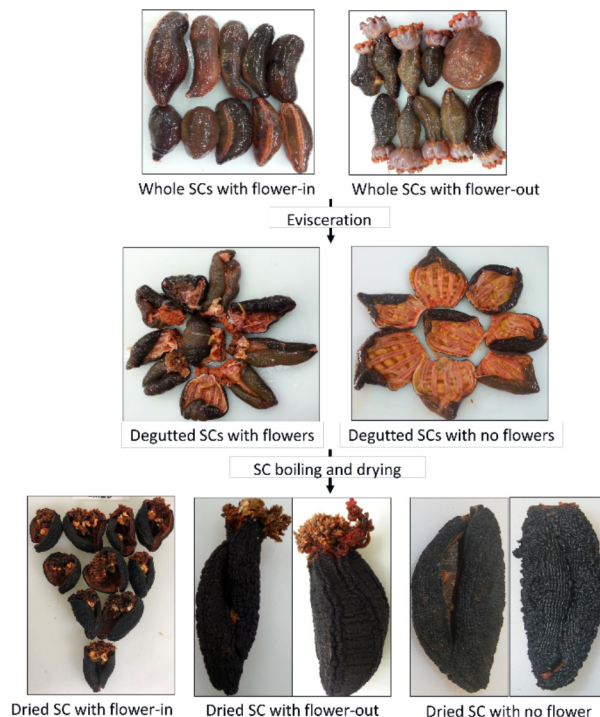 Whole SCs with flower-in
Whole SCs with flower-out
Evisceration
Degutted SCs with flowers
Degutted SCs with no flowers
SC boiling and drying
Dried SC with flower-in
Dried SC with flower-out
Dried SC with no flower